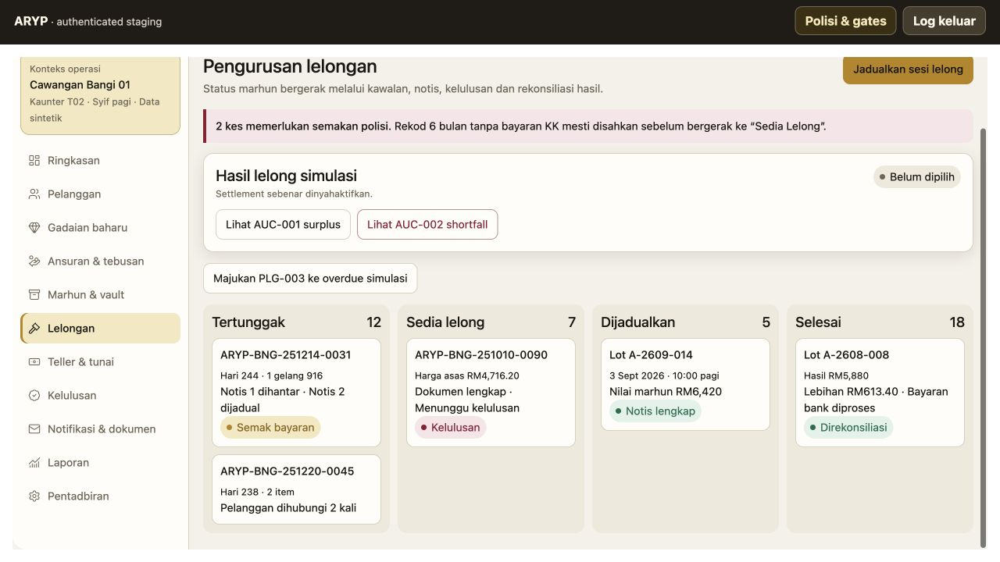 ARYP · authenticated staging
Polisi & gates
Log keluar
Konteks operasi
Cawangan Bangi 01
Kaunter T02 · Syif pagi · Data
sintetik
Ringkasan
Pelanggan
Gadaian baharu
Ansuran & tebusan
Marhun & vault
Lelongan
Teller & tunai
Kelulusan
Notifikasi & dokumen
Laporan
Pentadbiran
Pengurusan lelongan
Status marhun bergerak melalui kawalan, notis, kelulusan dan rekonsiliasi hasil.
Jadualkan sesi lelong
2 kes memerlukan semakan polisi. Rekod 6 bulan tanpa bayaran KK mesti disahkan sebelum bergerak ke “Sedia Lelong”.
Hasil lelong simulasi
Settlement sebenar dinyahaktifkan.
Belum dipilih
Lihat AUC-001 surplus
Lihat AUC-002 shortfall
Majukan PLG-003 ke overdue simulasi
Tertunggak 12
ARYP-BNG-251214-0031
Hari 244 · 1 gelang 916
Notis 1 dihantar · Notis 2
dijadual
Semak bayaran
ARYP-BNG-251220-0045
Hari 238 · 2 item
Pelanggan dihubungi 2 kali
Sedia lelong 7
ARYP-BNG-251010-0090
Harga asas RM4,716.20
Dokumen lengkap ·
Menunggu kelulusan
Kelulusan
Dijadualkan 5
Lot A-2609-014
3 Sept 2026 · 10:00 pagi
Nilai marhun RM6,420
Notis lengkap
Selesai 18
Lot A-2608-008
Hasil RM5,880
Lebihan RM613.40 · Bayaran
bank diproses
Direkonsiliasi